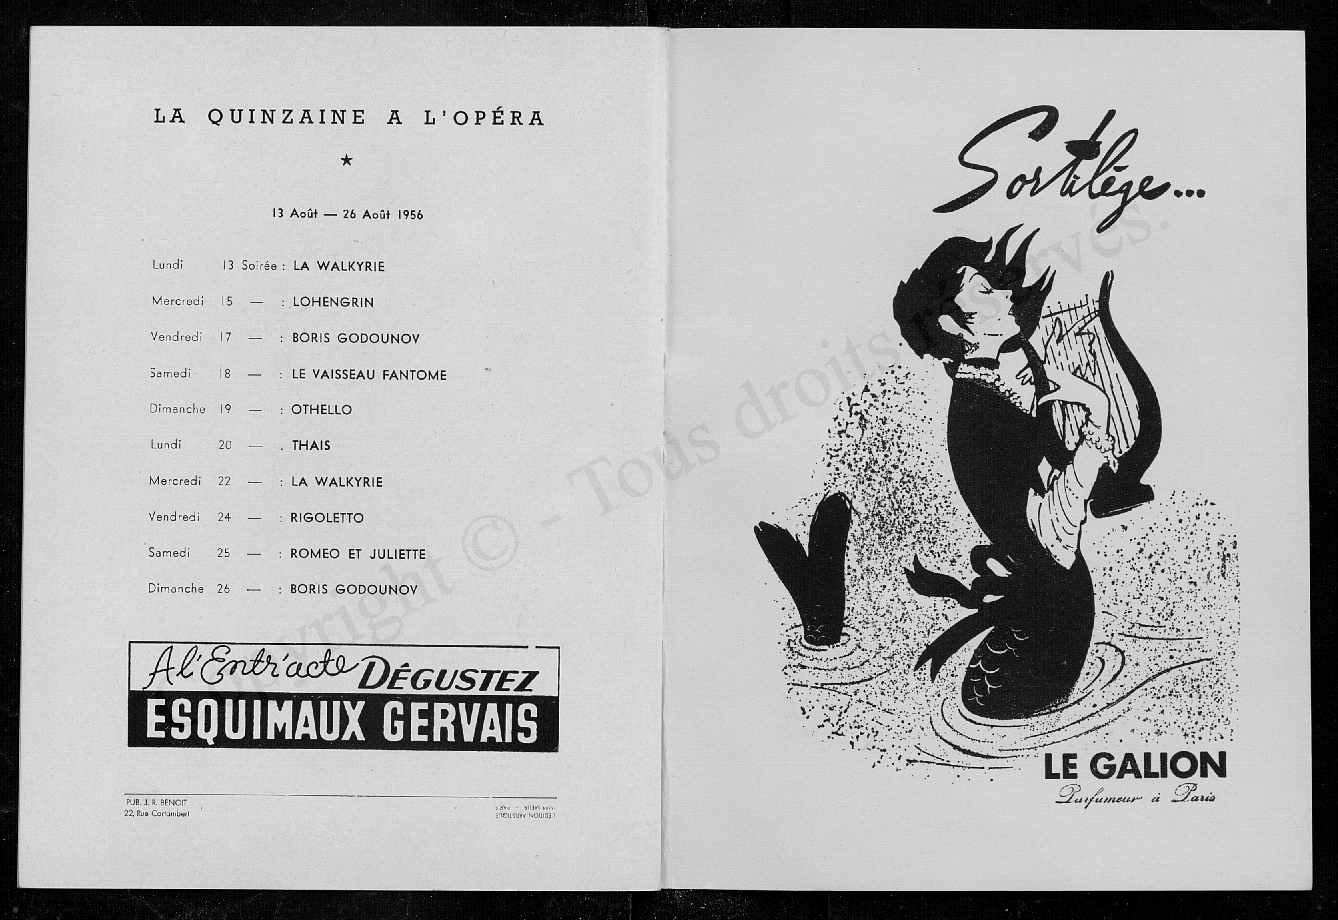 LA QUINZAINE A L'OPÉRA
13 Août — 26 Août 1956
Lundi 13 Soirée : LA WALKYRIE
Mercredi 15 — : LOHENGRIN
Vendredi 17 — : BORIS GODOUNOV
Samedi 18 — : LE VAISSEAU FANTOME
Dimanche 19 — : OTHELLO
Lundi 20 — . THAIS
Mercredi 22 — : LA WALKYRIE
Vendredi 24 — : RIGOLETTO
Samedi 25 — : ROMEO ET JULIETTE
Dimanche 26 — : BORIS GODOUNOV
A l'Entr'acte DÉGUSTEZ
ESQUIMAUX GERVAIS
PUB. J. R. BENOIT
22, Rue Cortambert
L'EDITION ARTISTIQUE
Sortilège...
LE GALION
Parfumeur à Paris
Copyright © - Tous droits réservés.